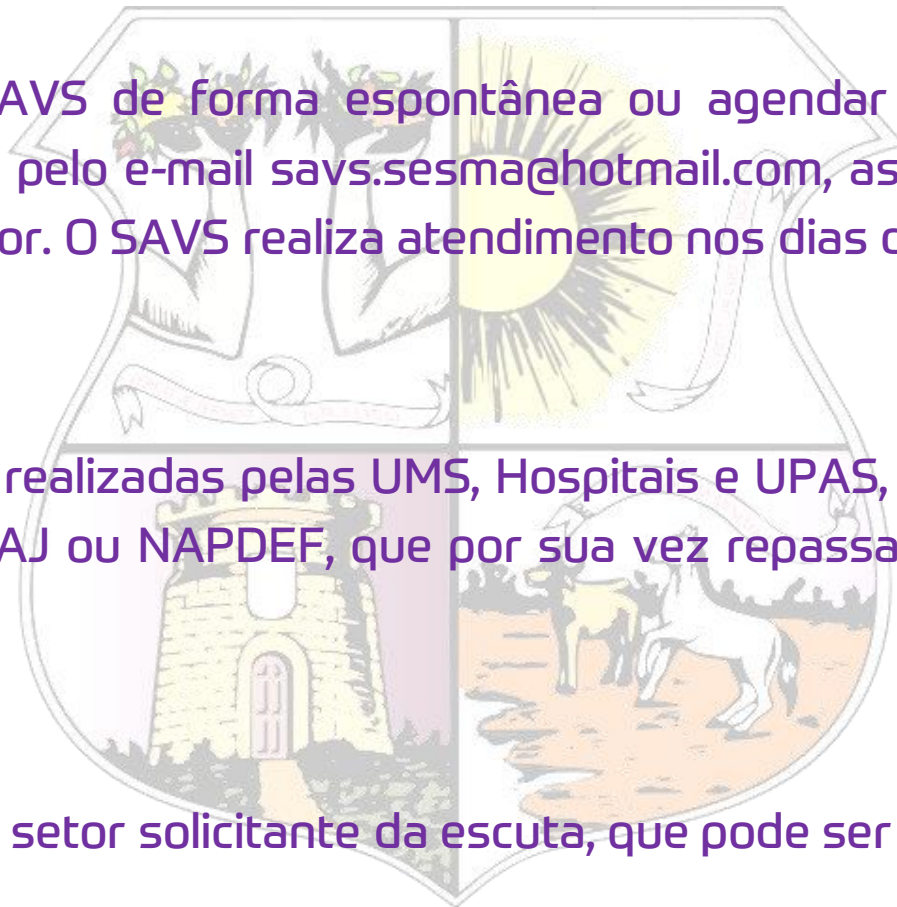 AVS de forma espontânea ou agendar
pelo e-mail savs.sesma@hotmail.com, as
or. O SAVS realiza atendimento nos dias
realizadas pelas UMS, Hospitais e UPAS,
AJ ou NAPDEF, que por sua vez repassa
setor solicitante da escuta, que pode ser